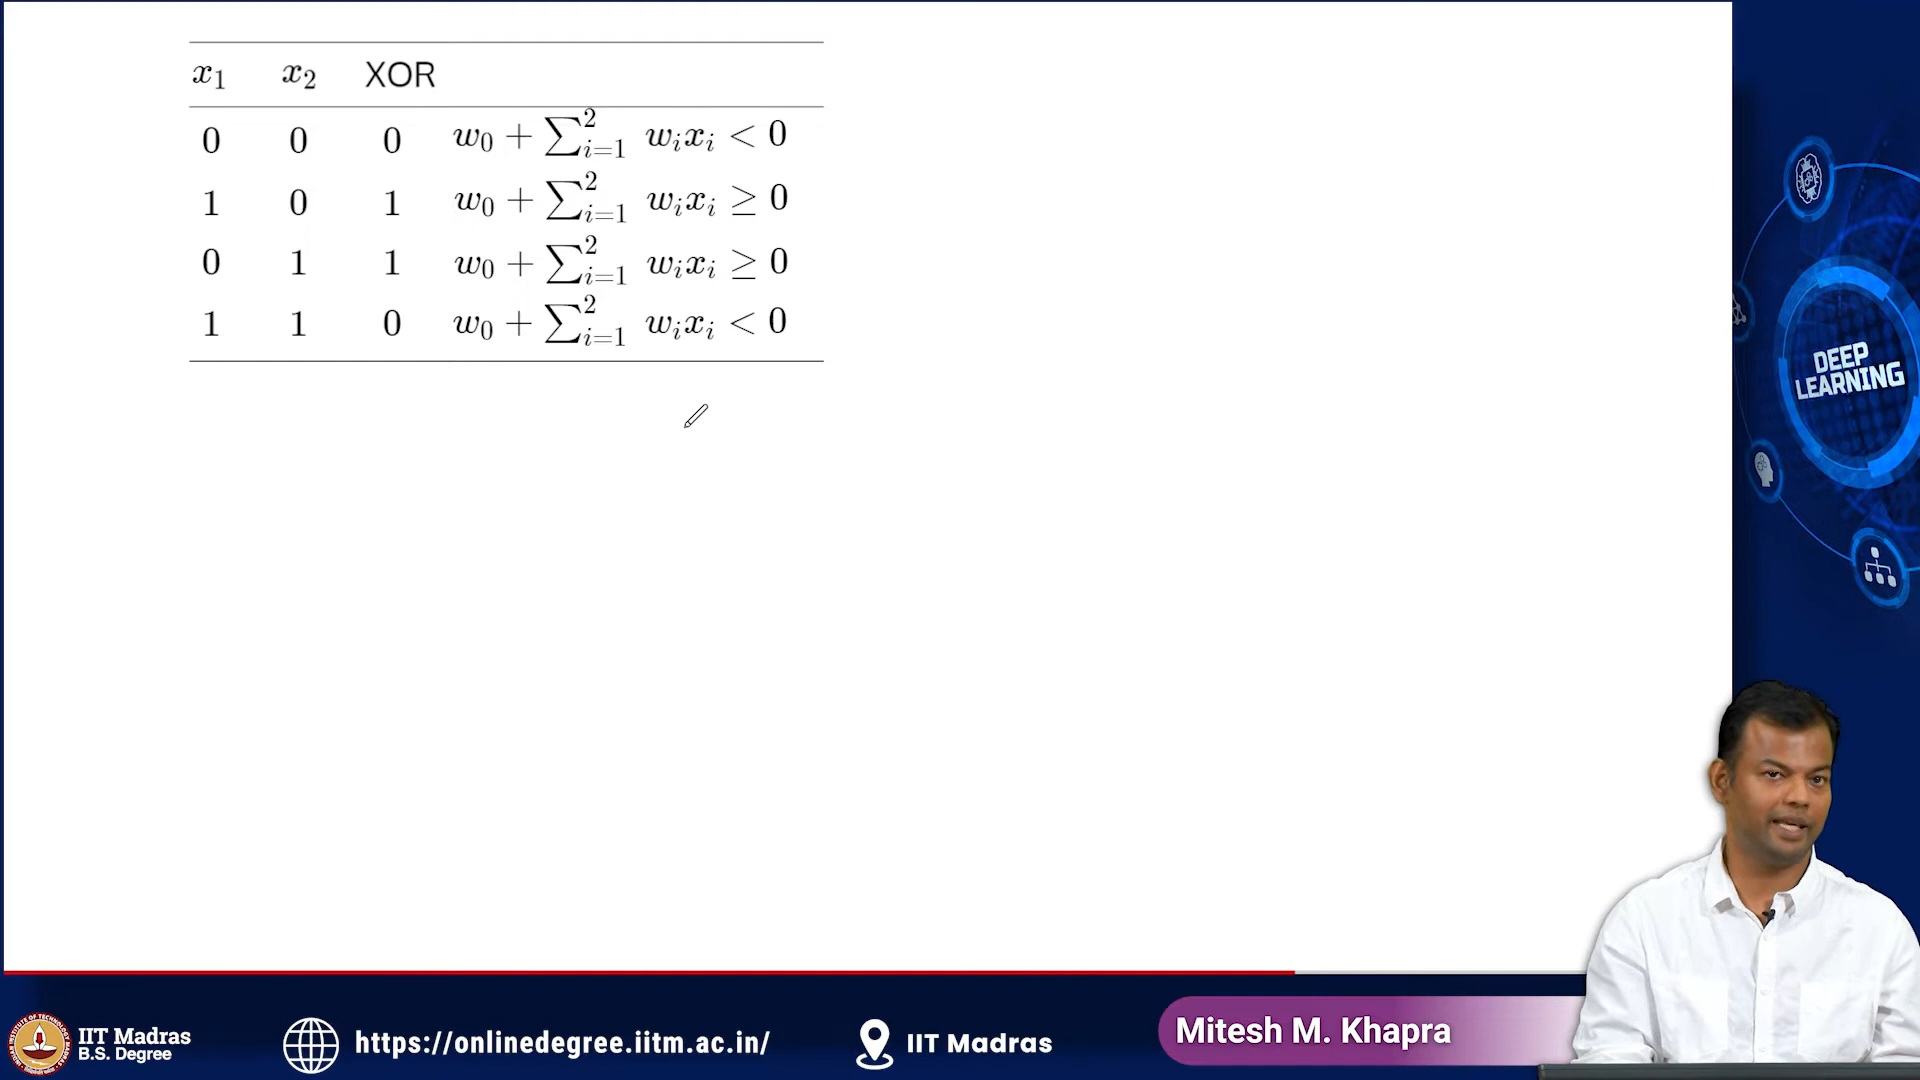 x₁ x₂ XOR
0 0 0 w₀ + ∑²ᵢ₌₁ wᵢxᵢ < 0
1 0 1 w₀ + ∑²ᵢ₌₁ wᵢxᵢ ≥ 0
0 1 1 w₀ + ∑²ᵢ₌₁ wᵢxᵢ ≥ 0
1 1 0 w₀ + ∑²ᵢ₌₁ wᵢxᵢ < 0
DEEP
LEARNING
IIT Madras
B.S. Degree
https://onlinedegree.iitm.ac.in/
IIT Madras
Mitesh M. Khapra